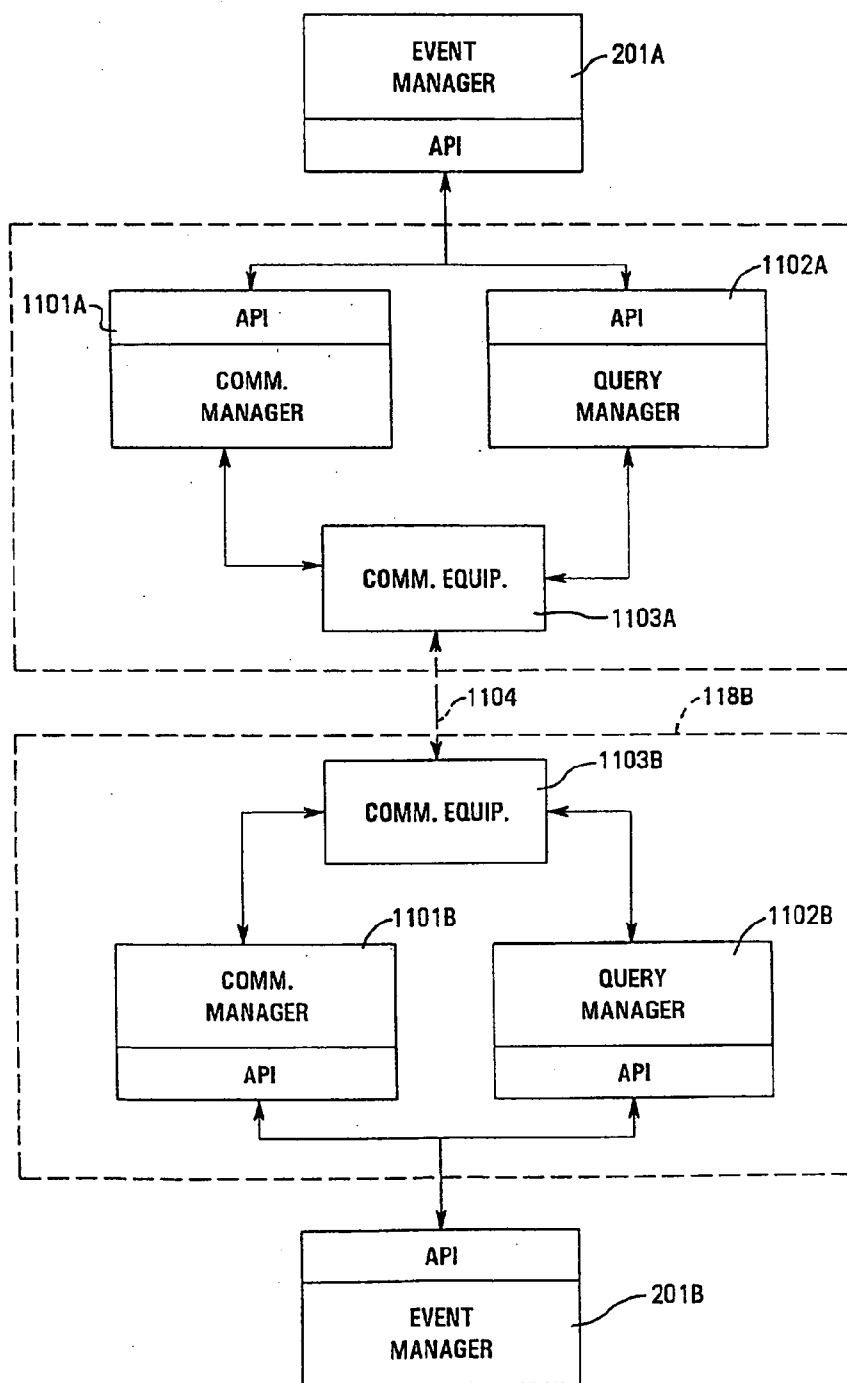 EVENT
MANAGER
201A
API
1102A
1101A
API
API
COMM.
MANAGER
QUERY
MANAGER
COMM. EQUIP.
1103A
1104
118B
1103B
COMM. EQUIP.
1101B
1102B
COMM.
MANAGER
QUERY
MANAGER
API
API
API
201B
EVENT
MANAGER